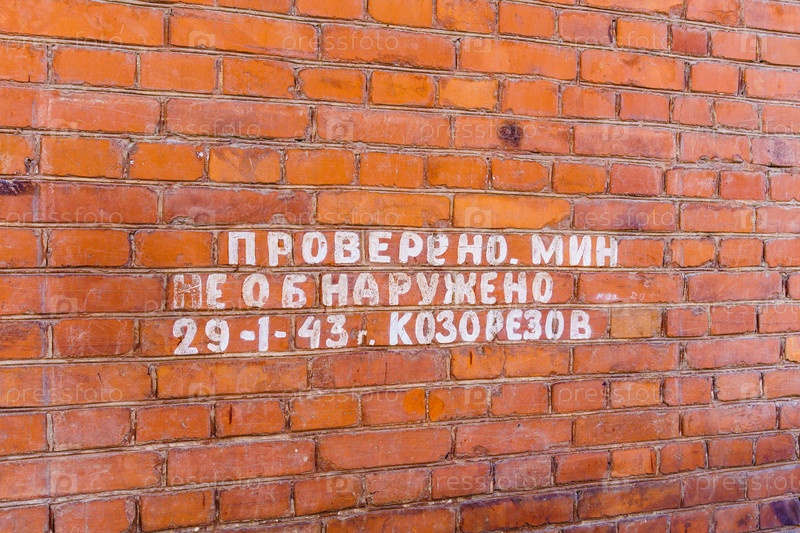 ПРОВЕРЕНО. МИН
НЕ ОБНАРУЖЕНО
29-1-43 г. КОЗОРЕЗОВ